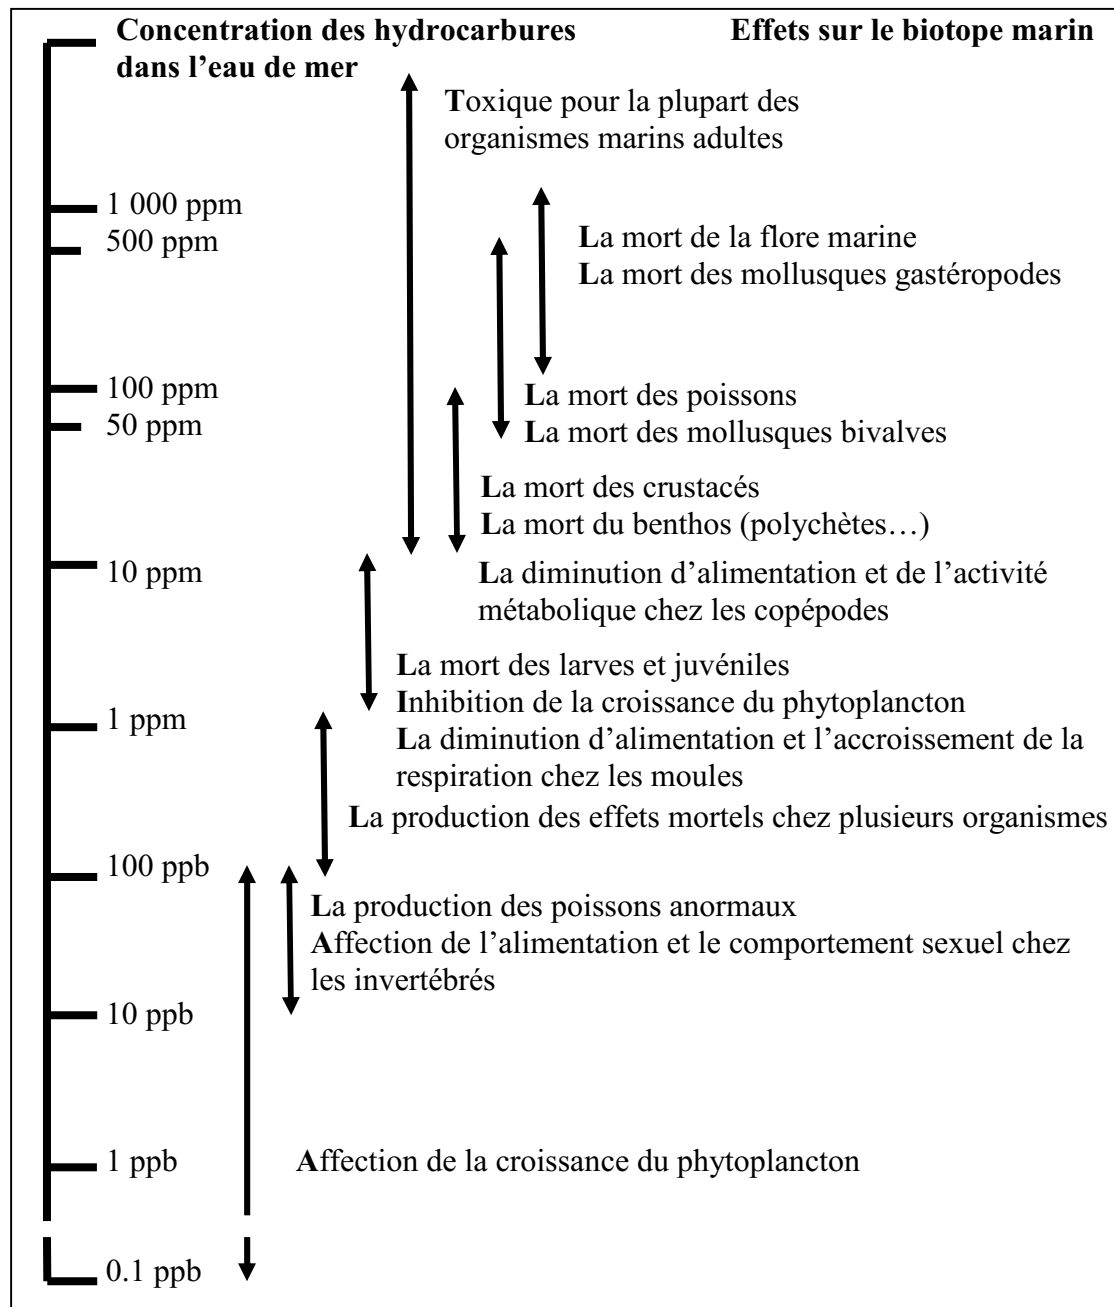 Concentration des hydrocarbures
dans l'eau de mer
Effets sur le biotope marin
Toxique pour la plupart des
organismes marins adultes
1 000 ppm
500 ppm
La mort de la flore marine
La mort des mollusques gastéropodes
100 ppm
La mort des poissons
50 ppm
La mort des mollusques bivalves
La mort des crustacés
La mort du benthos (polychètes…)
10 ppm
La diminution d'alimentation et de l'activité
métabolique chez les copépodes
La mort des larves et juvéniles
Inhibition de la croissance du phytoplancton
1 ppm
La diminution d'alimentation et l'accroissement de la
respiration chez les moules
La production des effets mortels chez plusieurs organismes
100 ppb
La production des poissons anormaux
Affection de l'alimentation et le comportement sexuel chez
les invertébrés
10 ppb
1 ppb
Affection de la croissance du phytoplancton
0.1 ppb